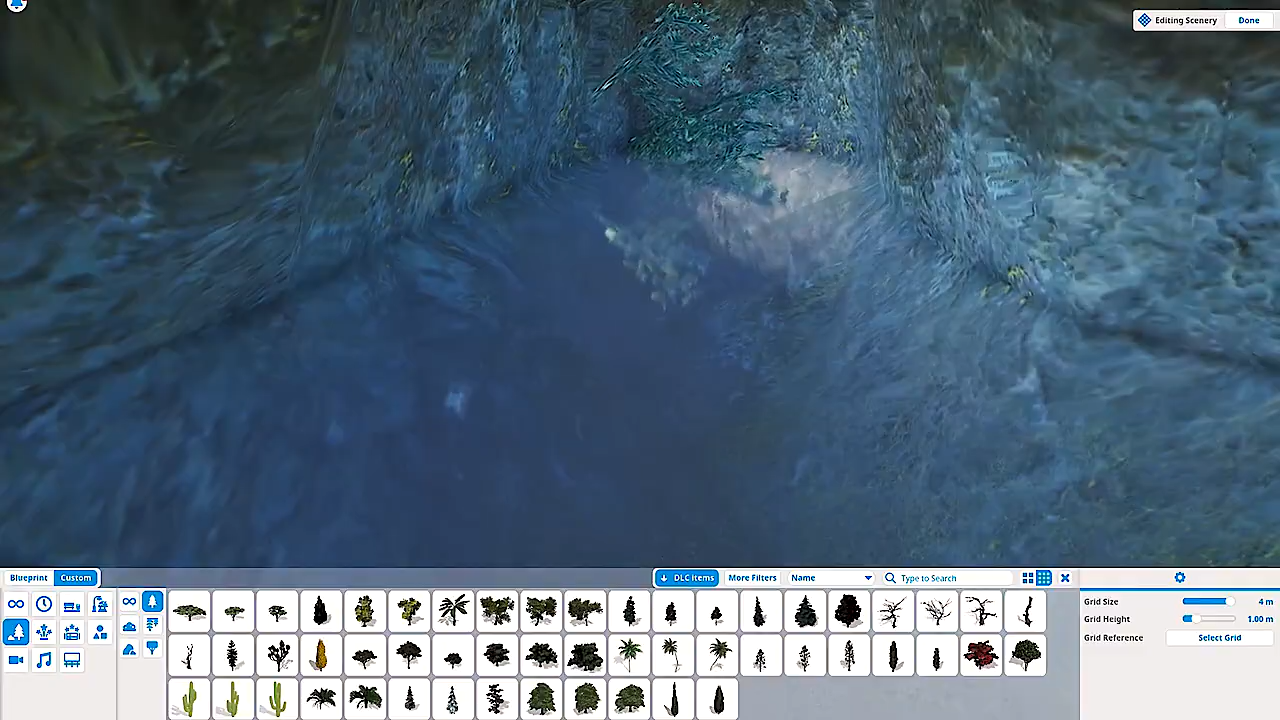 Editing Scenery Done
Blueprint Custom DLC Items More Filters Name Type to Search
Grid Size 4 m
Grid Height 1.00 m
Grid Reference Select Grid